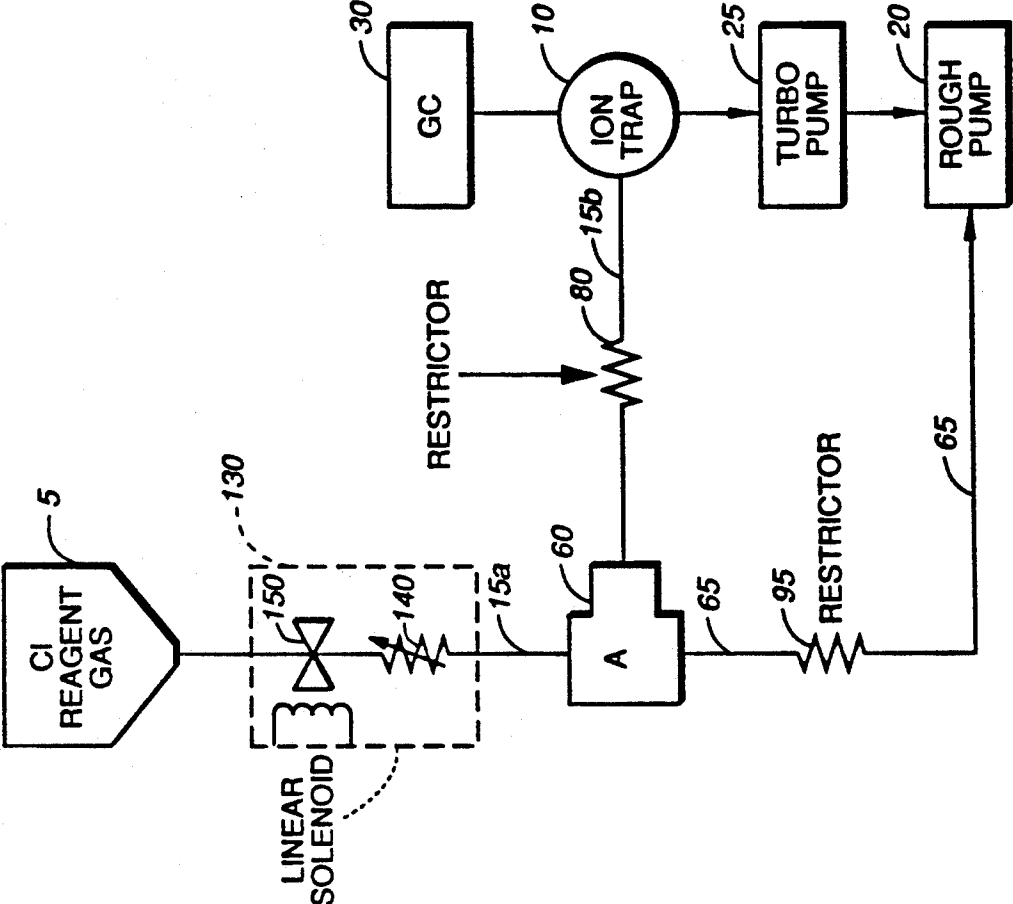 30
GC
10
ION
TRAP
25
TURBO
PUMP
20
ROUGH
PUMP
15b
80
RESTRICTOR
65
5
CI
REAGENT
GAS
130
150
140
15a
60
A
65
95
RESTRICTOR
LINEAR
SOLENOID